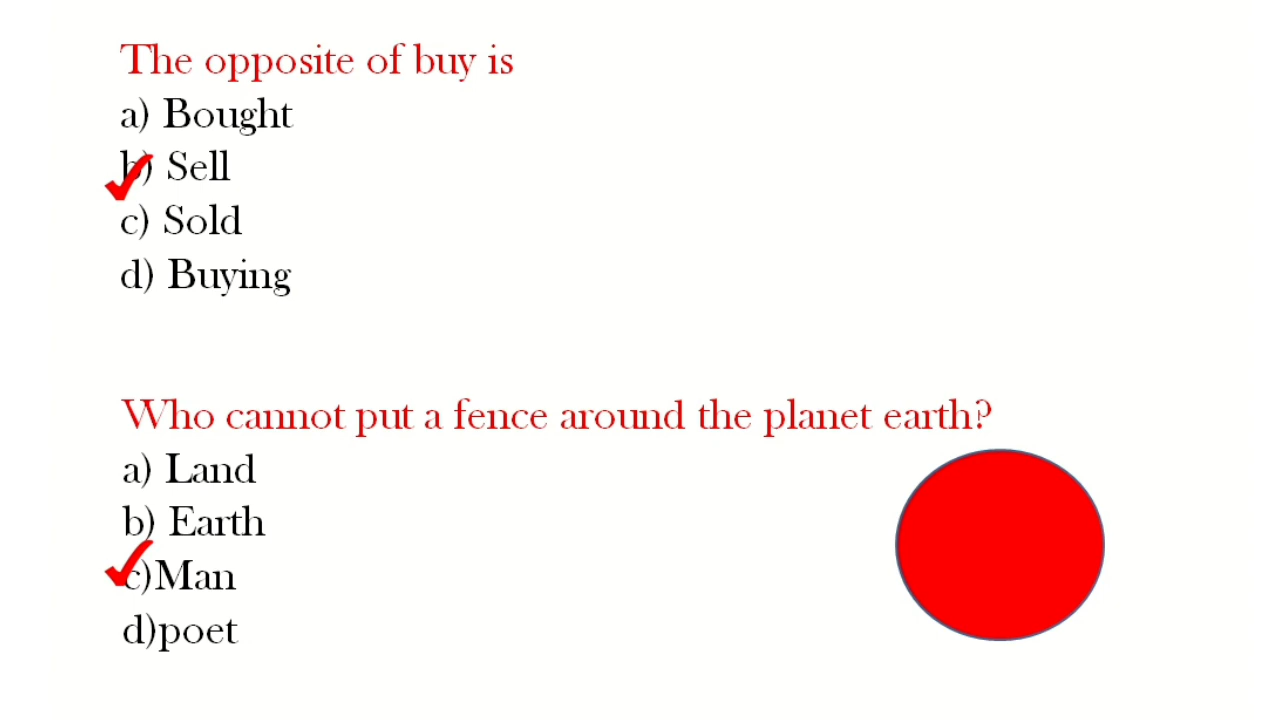 The opposite of buy is
a) Bought
b) Sell
c) Sold
d) Buying
Who cannot put a fence around the planet earth?
a) Land
b) Earth
c)Man
d)poet